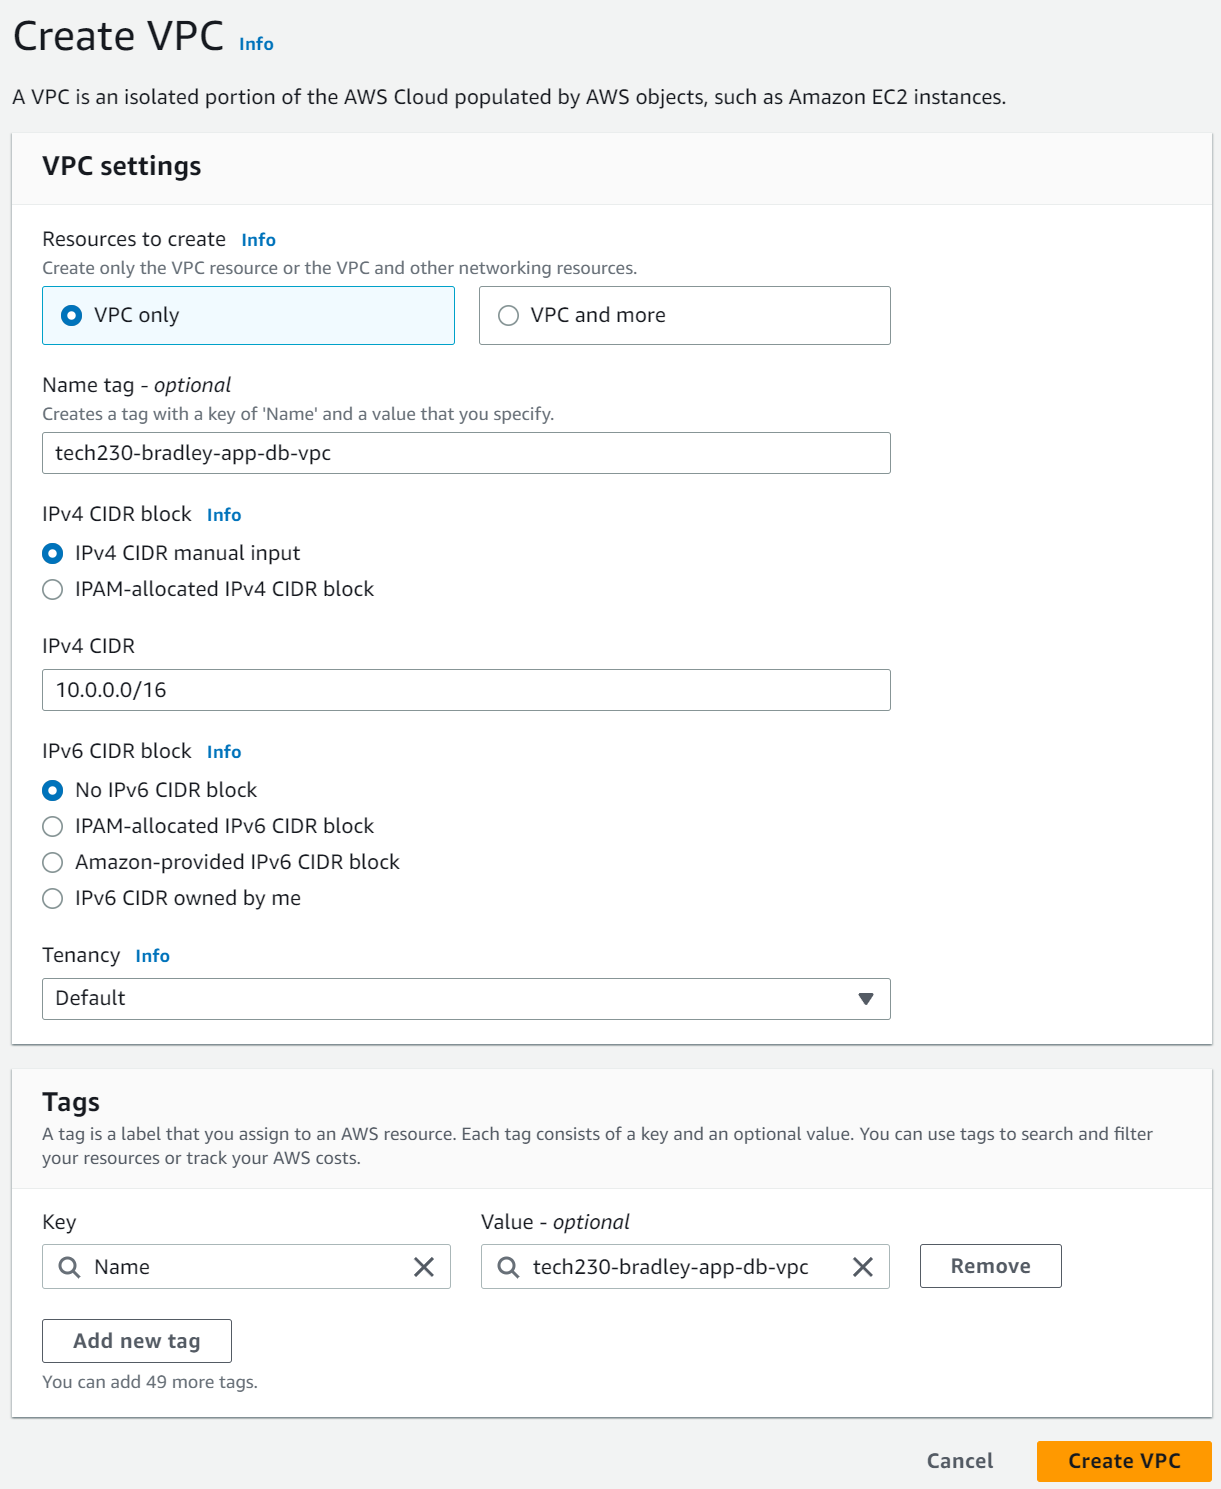 Create VPC Info
A VPC is an isolated portion of the AWS Cloud populated by AWS objects, such as Amazon EC2 instances.
VPC settings
Resources to create Info
Create only the VPC resource or the VPC and other networking resources.
VPC only VPC and more
Name tag - optional
Creates a tag with a key of 'Name' and a value that you specify.
tech230-bradley-app-db-vpc
IPv4 CIDR block Info
IPv4 CIDR manual input
IPAM-allocated IPv4 CIDR block
IPv4 CIDR
10.0.0.0/16
IPv6 CIDR block Info
No IPv6 CIDR block
IPAM-allocated IPv6 CIDR block
Amazon-provided IPv6 CIDR block
IPv6 CIDR owned by me
Tenancy Info
Default
Tags
A tag is a label that you assign to an AWS resource. Each tag consists of a key and an optional value. You can use tags to search and filter
your resources or track your AWS costs.
Key Value - optional
Name tech230-bradley-app-db-vpc Remove
Add new tag
You can add 49 more tags.
Cancel Create VPC